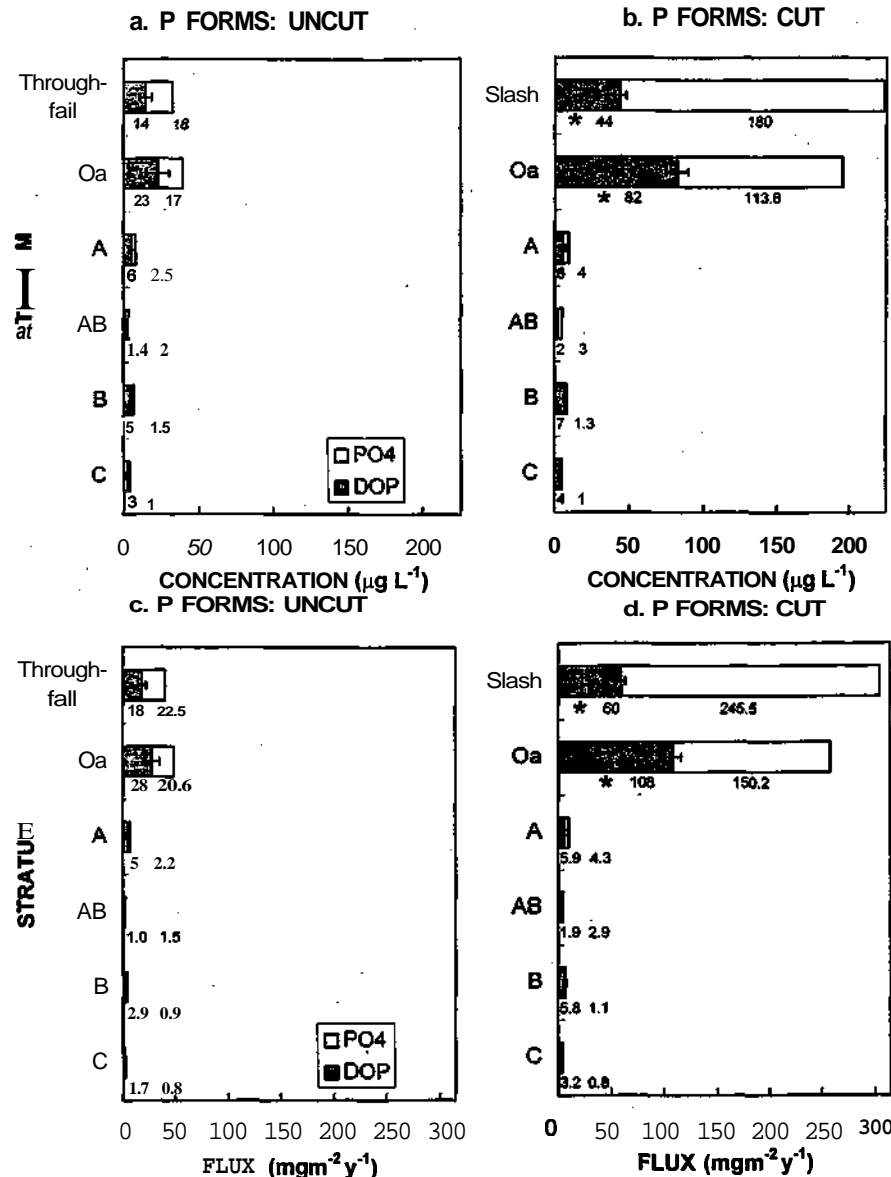 a. P FORMS: UNCUT
Through-
fail
14 18
Oa
23 17
A
6 2.5
AB
1.4 2
B
5 1.5
C
3 1
PO4
DOP
0 50 100 150 200
CONCENTRATION (µg L⁻¹)
b. P FORMS: CUT
Slash
* 44 180
Oa
* 82 113.8
A
4
AB
2 3
B
7 1.3
C
4 1
0 50 100 150 200
CONCENTRATION (µg L⁻¹)
c. P FORMS: UNCUT
STRATUE
Through-
fall
18 22.5
Oa
28 20.6
A
5 2.2
AB
1.0 1.5
B
2.9 0.9
C
1.7 0.8
PO4
DOP
0 50 100 150 200 250 300
FLUX (mgm⁻² y⁻¹)
d. P FORMS: CUT
Slash
* 60 245.5
Oa
* 108 150.2
A
5.9 4.3
AB
1.9 2.9
B
5.8 1.1
C
3.2 0.8
0 50 100 150 200 250 300
FLUX (mgm⁻² y⁻¹)